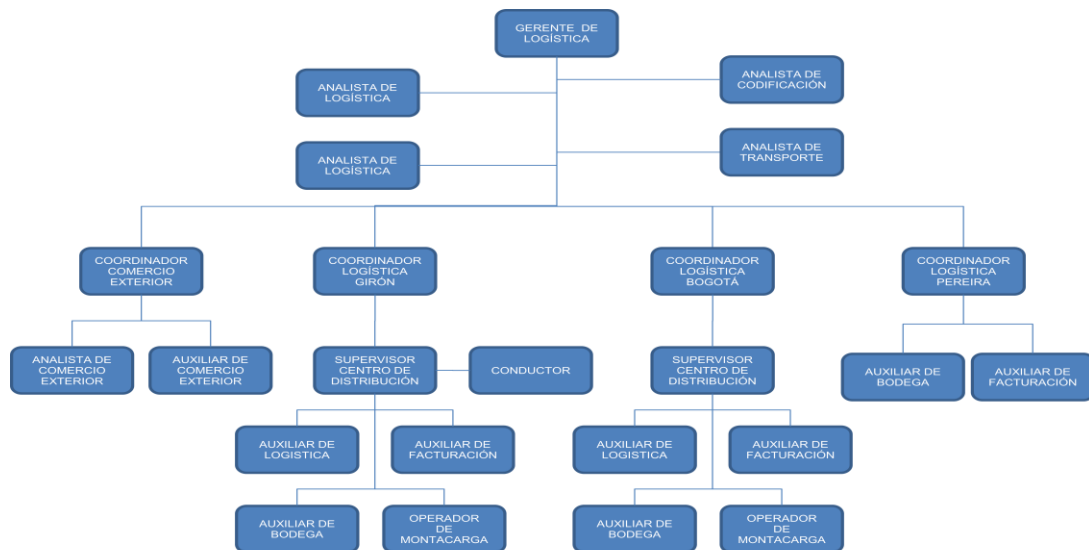 GERENTE DE
LOGÍSTICA
ANALISTA DE
LOGÍSTICA
ANALISTA DE
CODIFICACIÓN
ANALISTA DE
LOGÍSTICA
ANALISTA DE
TRANSPORTE
COORDINADOR
COMERCIO
EXTERIOR
COORDINADOR
LOGÍSTICA
GIRÓN
COORDINADOR
LOGÍSTICA
BOGOTÁ
COORDINADOR
LOGÍSTICA
PEREIRA
ANALISTA DE
COMERCIO
EXTERIOR
AUXILIAR DE
COMERCIO
EXTERIOR
SUPERVISOR
CENTRO DE
DISTRIBUCIÓN
CONDUCTOR
SUPERVISOR
CENTRO DE
DISTRIBUCIÓN
AUXILIAR DE
BODEGA
AUXILIAR DE
FACTURACIÓN
AUXILIAR DE
LOGISTICA
AUXILIAR DE
FACTURACIÓN
AUXILIAR DE
LOGISTICA
AUXILIAR DE
FACTURACIÓN
AUXILIAR DE
BODEGA
OPERADOR
DE
MONTACARGA
AUXILIAR DE
BODEGA
OPERADOR
DE
MONTACARGA